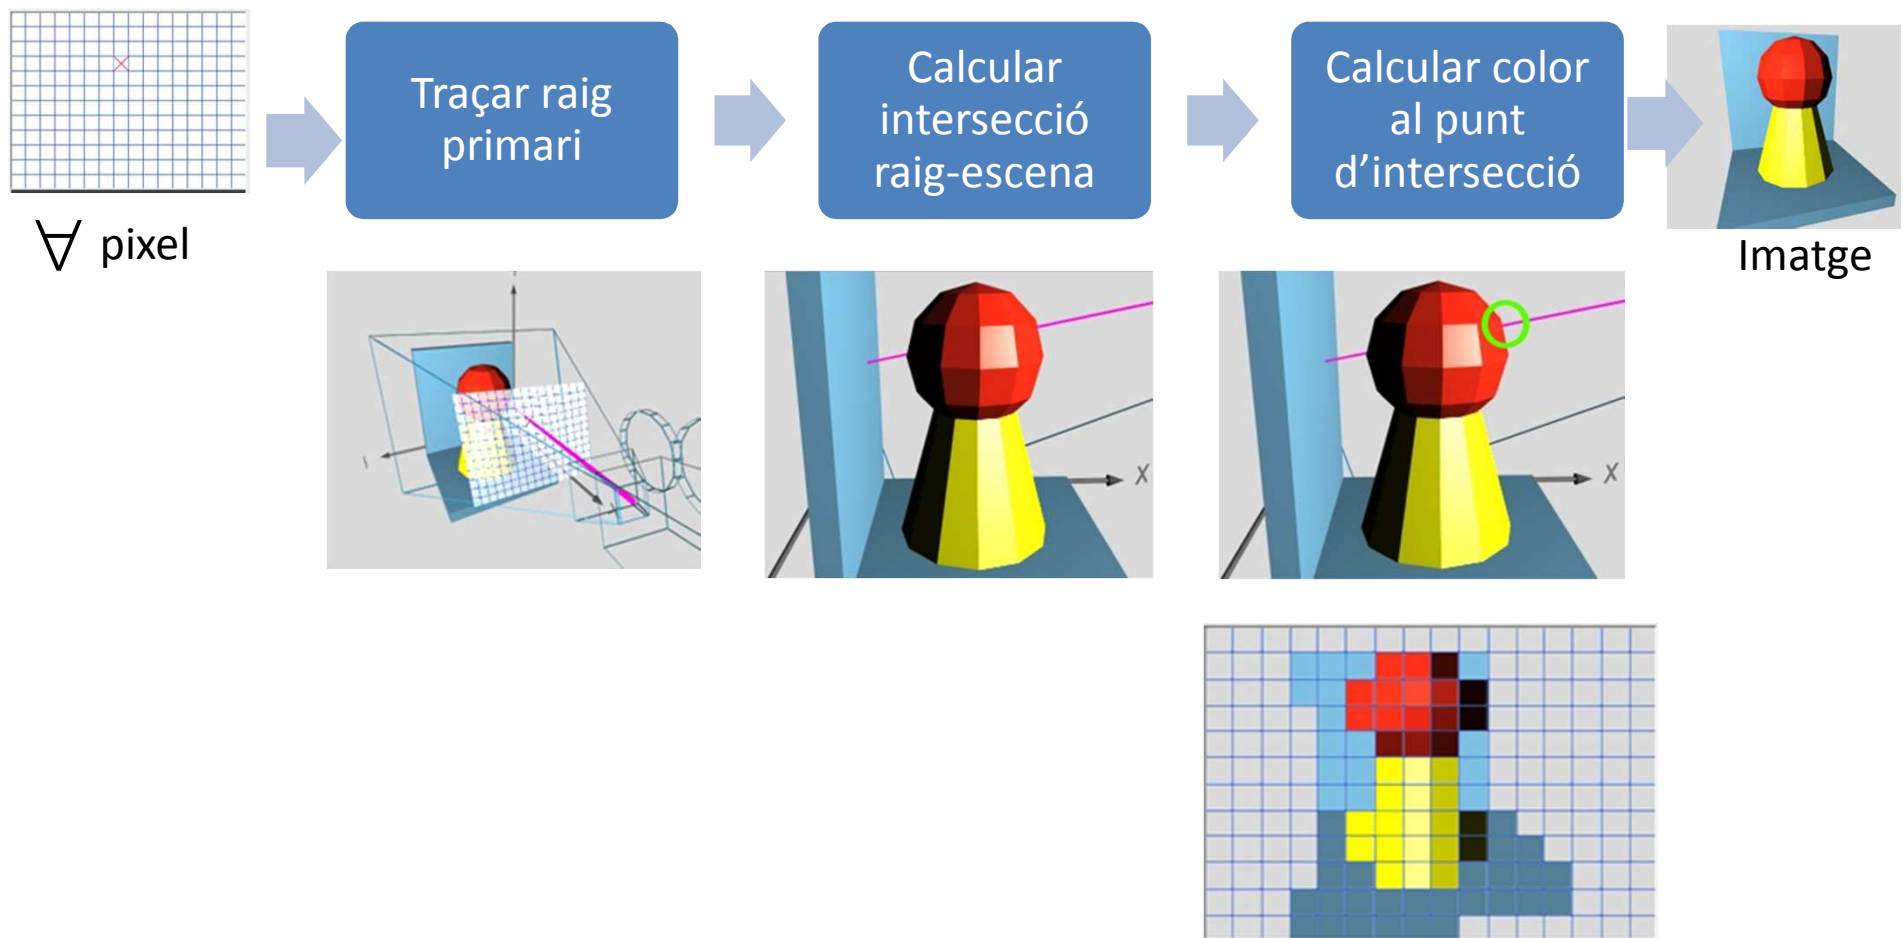 ∀ pixel
Traçar raig
primari
Calcular
intersecció
raig-escena
Calcular color
al punt
d’intersecció
Imatge
X
X